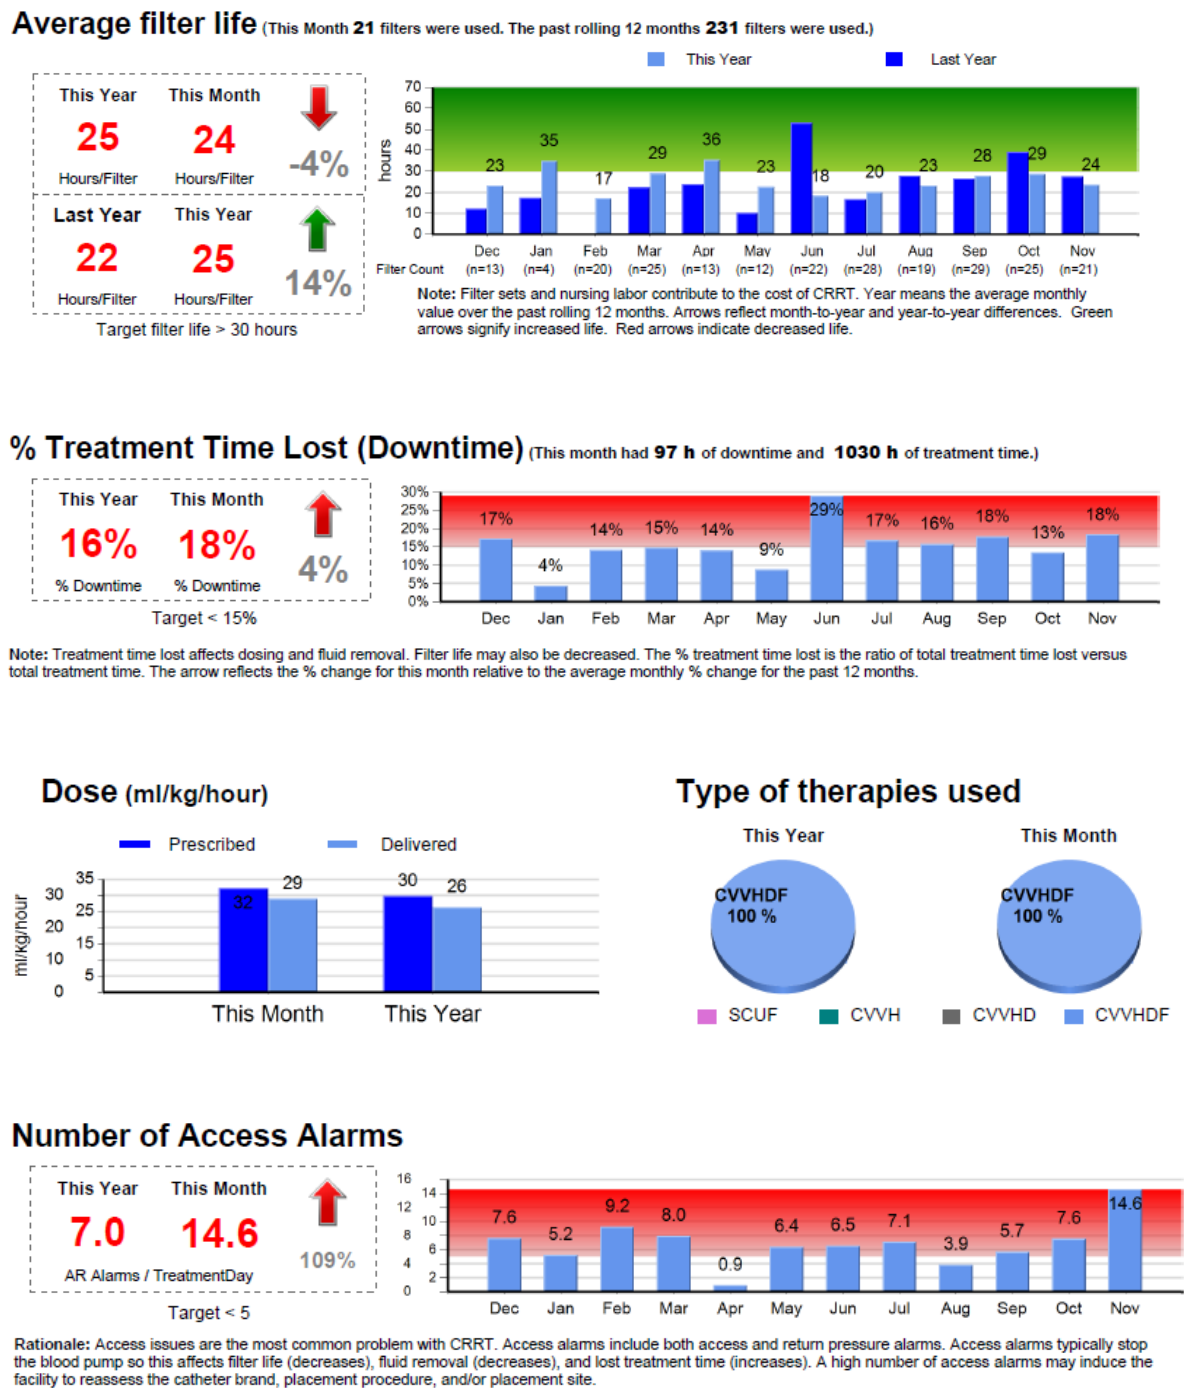 Average filter life (This Month 21 filters were used. The past rolling 12 months 231 filters were used.)
This Year Last Year
This Year This Month
25 24
-4%
Hours/Filter Hours/Filter
Last Year This Year
22 25
14%
Hours/Filter Hours/Filter
Target filter life > 30 hours
hours
70
60
50
40
30
20
10
0
23 35 17 29 36 23 18 20 23 28 29 24
Dec Jan Feb Mar Apr May Jun Jul Aug Sep Oct Nov
Filter Count (n=13) (n=4) (n=20) (n=25) (n=13) (n=12) (n=22) (n=28) (n=19) (n=29) (n=25) (n=21)
Note: Filter sets and nursing labor contribute to the cost of CRRT. Year means the average monthly
value over the past rolling 12 months. Arrows reflect month-to-year and year-to-year differences. Green
arrows signify increased life. Red arrows indicate decreased life.
% Treatment Time Lost (Downtime) (This month had 97 h of downtime and 1030 h of treatment time.)
This Year This Month
16% 18%
4%
% Downtime % Downtime
Target < 15%
30%
25%
20%
15%
10%
5%
0%
17% 4% 14% 15% 14% 9% 29% 17% 16% 18% 13% 18%
Dec Jan Feb Mar Apr May Jun Jul Aug Sep Oct Nov
Note: Treatment time lost affects dosing and fluid removal. Filter life may also be decreased. The % treatment time lost is the ratio of total treatment time lost versus
total treatment time. The arrow reflects the % change for this month relative to the average monthly % change for the past 12 months.
Dose (ml/kg/hour)
Prescribed Delivered
ml/kg/hour
35
30
25
20
15
10
5
0
32 29 30 26
This Month This Year
Type of therapies used
This Year This Month
CVVHDF
100 %
CVVHDF
100 %
SCUF CVVH CVVHD CVVHDF
Number of Access Alarms
This Year This Month
7.0 14.6
109%
AR Alarms / TreatmentDay
Target < 5
16
14
12
10
8
6
4
2
0
7.6 5.2 9.2 8.0 0.9 6.4 6.5 7.1 3.9 5.7 7.6 14.6
Dec Jan Feb Mar Apr May Jun Jul Aug Sep Oct Nov
Rationale: Access issues are the most common problem with CRRT. Access alarms include both access and return pressure alarms. Access alarms typically stop
the blood pump so this affects filter life (decreases), fluid removal (decreases), and lost treatment time (increases). A high number of access alarms may induce the
facility to reassess the catheter brand, placement procedure, and/or placement site.